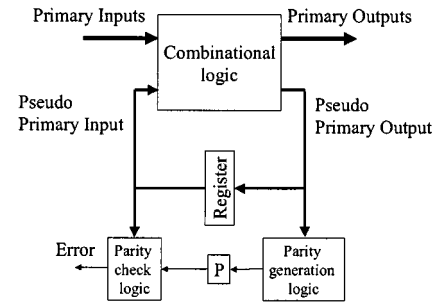 Primary Inputs
Primary Outputs
Combinational
logic
Pseudo
Primary Input
Pseudo
Primary Output
Register
Error
Parity
check
logic
P
Parity
generation
logic